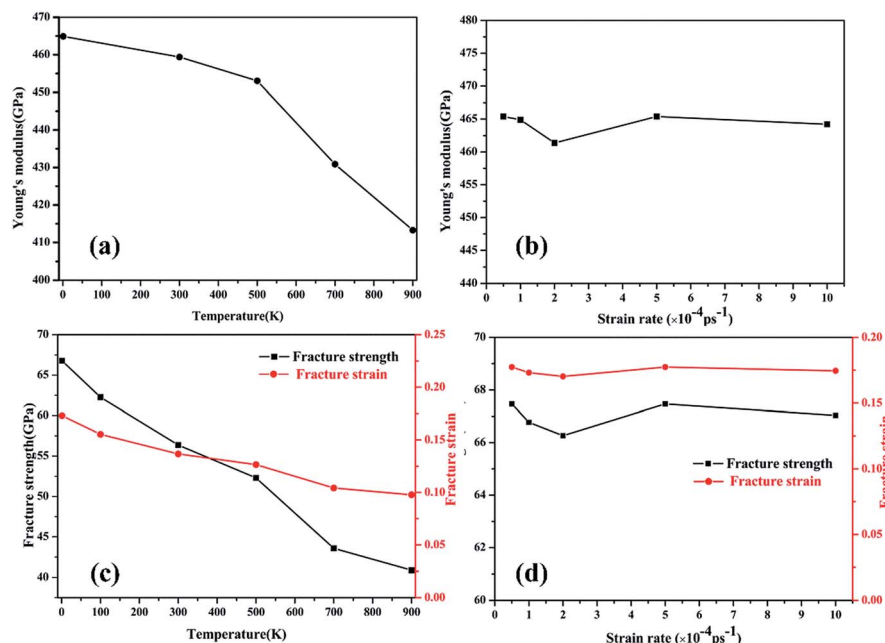 470
460
450
440
430
420
410
400
Young's modulus(GPa)
(a)
0 100 200 300 400 500 600 700 800 900
Temperature(K)
480
475
470
465
460
455
450
445
440
Young's modulus(GPa)
(b)
0 1 2 3 4 5 6 7 8 9 10
Strain rate (×10⁻⁴ps⁻¹)
70
65
60
55
50
45
40
Fracture strength(GPa)
Fracture strength
Fracture strain
0.25
0.20
0.15
0.10
0.05
0.00
Fracture strain
(c)
0 100 200 300 400 500 600 700 800 900
Temperature(K)
70
68
66
64
62
60
Fracture strength
Fracture strain
0.20
0.15
0.10
0.05
0.00
Fracture strain
(d)
0 1 2 3 4 5 6 7 8 9 10
Strain rate (×10⁻⁴ps⁻¹)